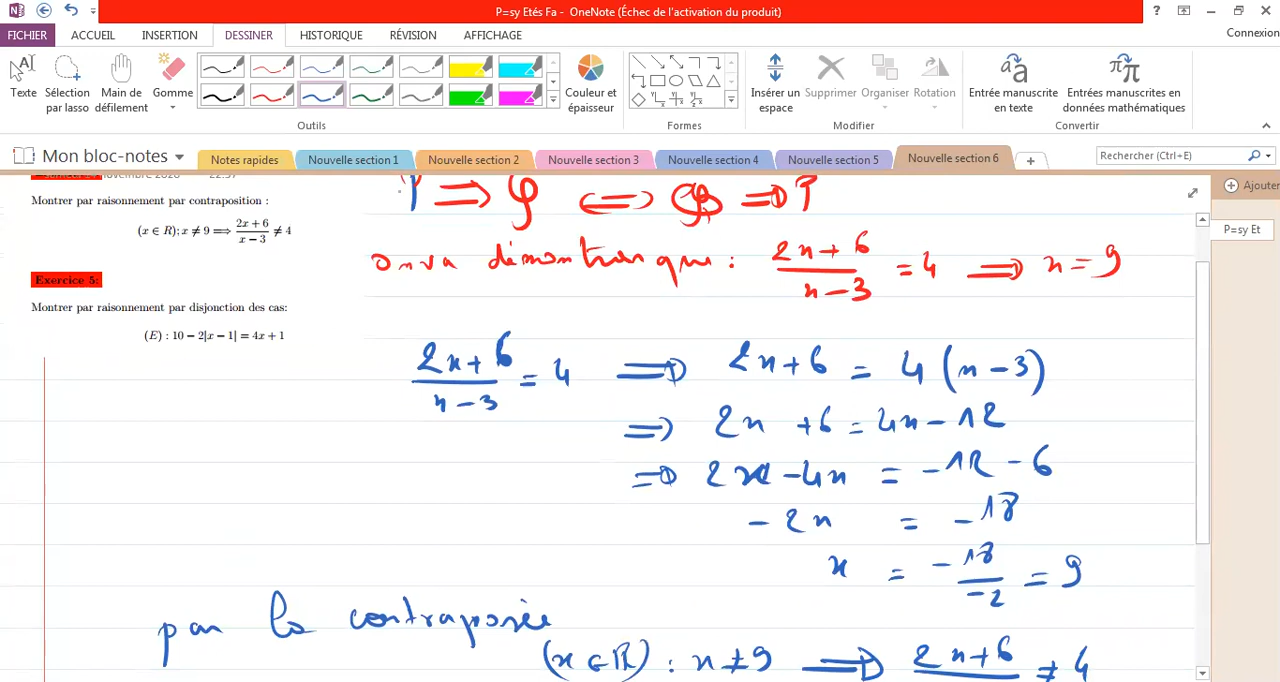 P=sy Etés Fa - OneNote (Échec de l'activation du produit)
FICHIER ACCUEIL INSERTION DESSINER HISTORIQUE RÉVISION AFFICHAGE Connexion
Texte Sélection par lasso Main de défilement Gomme Couleur et épaisseur Insérer un espace Supprimer Organiser Rotation Entrée manuscrite en texte Entrées manuscrites en données mathématiques
Outils Formes Modifier Convertir
Mon bloc-notes Notes rapides Nouvelle section 1 Nouvelle section 2 Nouvelle section 3 Nouvelle section 4 Nouvelle section 5 Nouvelle section 6 Rechercher (Ctrl+E)
Ajouter
P=sy Et
Montrer par raisonnement par contraposition :
(x ∈ R); x ≠ 9 ⟹ (2x + 6)/(x − 3) ≠ 4
Exercice 5:
Montrer par raisonnement par disjonction des cas:
(E) : 10 − 2|x − 1| = 4x + 1
on va démontrer que : (2x+6)/(x−3) = 4 ⟹ x = 9
(2x+6)/(x−3) = 4 ⟹ 2x+6 = 4(x−3)
⟹ 2x +6 = 4x − 12
⟹ 2x − 4x = −12 − 6
−2x = −18
x = −18/−2 = 9
par la contraposée
(x ∈ ℝ) : x ≠ 9 ⟹ 2x+6 ≠ 4